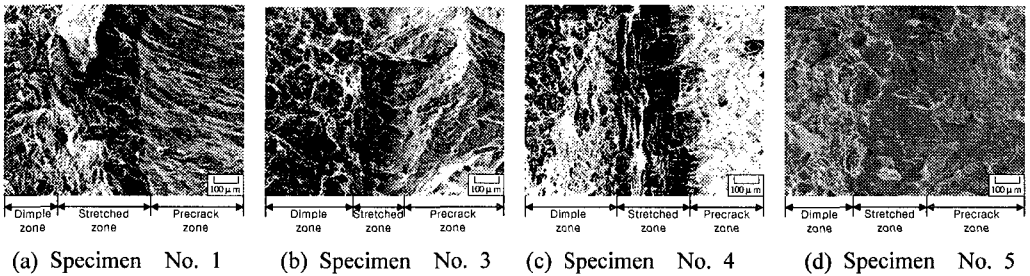 100 μm
100 μm
100 μm
100 μm
Dimple zone
Stretched zone
Precrack zone
Dimple zone
Stretched zone
Precrack zone
Dimple zone
Stretched zone
Precrack zone
Dimple zone
Stretched zone
Precrack zone
(a) Specimen No. 1
(b) Specimen No. 3
(c) Specimen No. 4
(d) Specimen No. 5